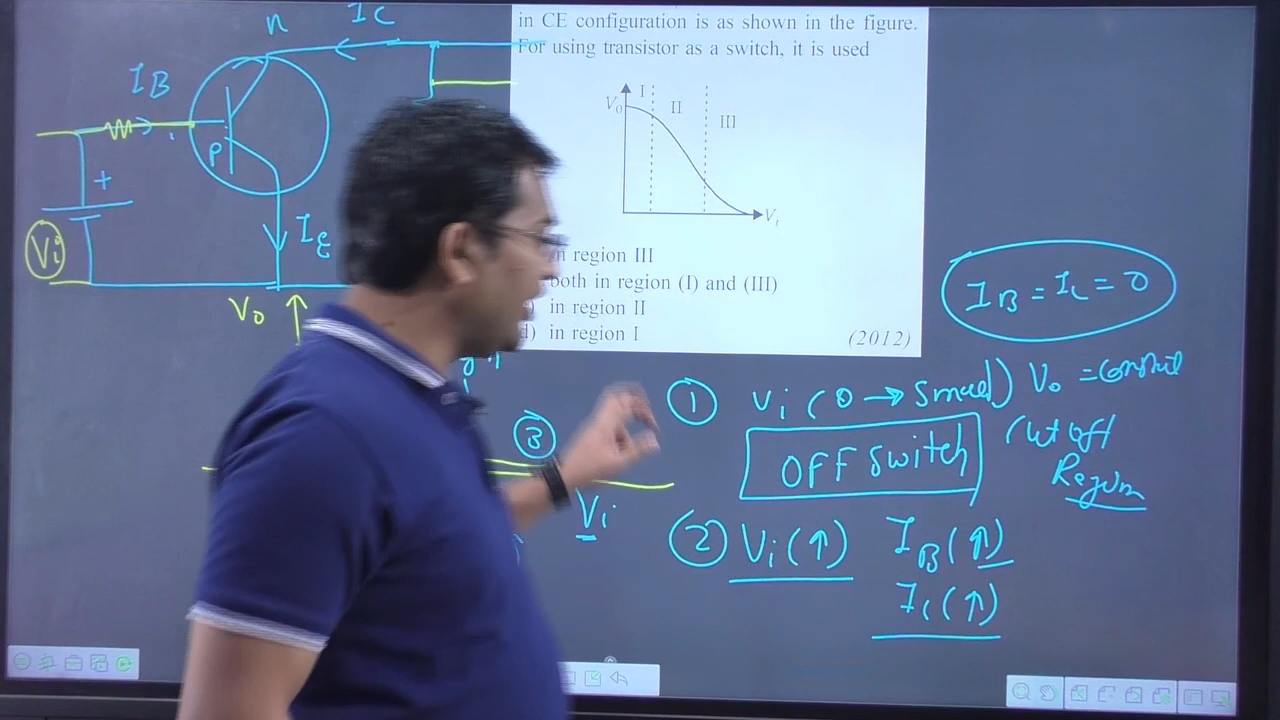 n
IC
IB
P
+
Vi
IE
Vo
in CE configuration is as shown in the figure.
For using transistor as a switch, it is used
V0
I
II
III
Vi
in region III
both in region (I) and (III)
in region II
d) in region I
(2012)
IB = IC = 0
① Vi (0 → small) Vo = constant
OFF Switch
Cut off
Region
② Vi (↑) IB (↑)
IC (↑)
③
Vi